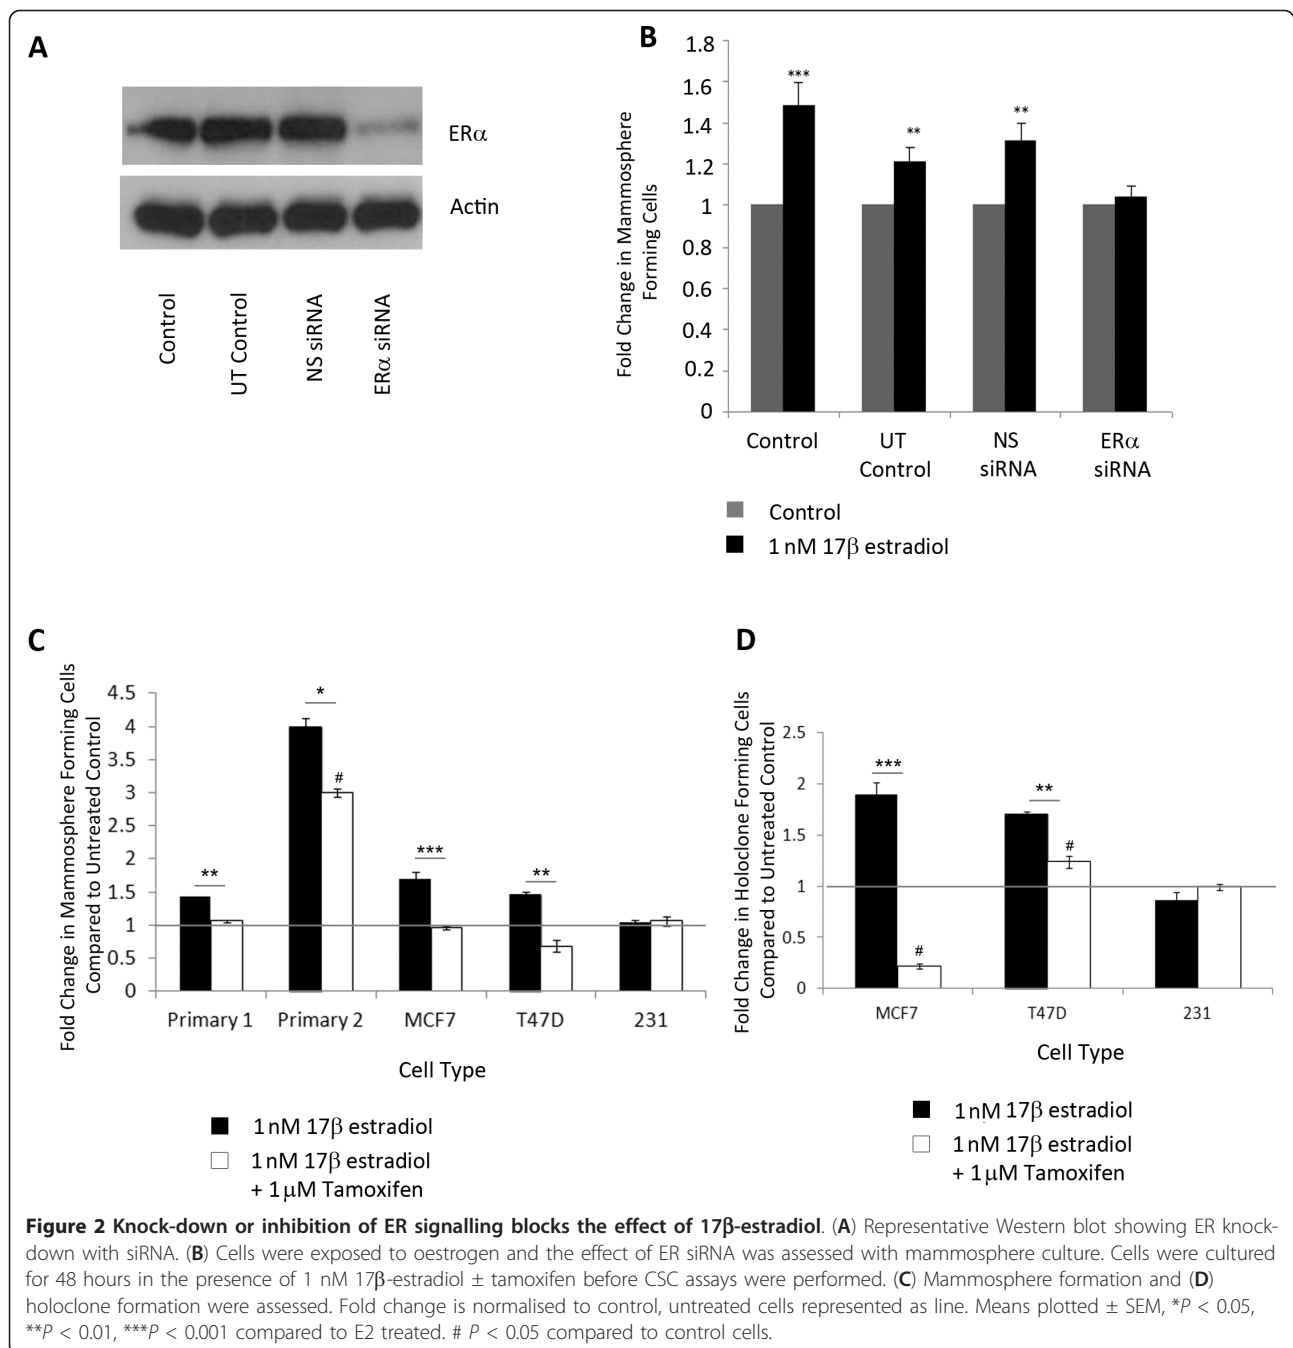 A
ERα
Actin
Control
UT Control
NS siRNA
ERα siRNA
B
Fold Change in Mammosphere
Forming Cells
1.8
1.6
1.4
1.2
1
0.8
0.6
0.4
0.2
0
***
**
**
Control
UT
Control
NS
siRNA
ERα
siRNA
Control
1 nM 17β estradiol
C
Fold Change in Mammosphere Forming Cells
Compared to Untreated Control
4.5
4
3.5
3
2.5
2
1.5
1
0.5
0
**
*
#
***
**
Primary 1 Primary 2 MCF7 T47D 231
Cell Type
1 nM 17β estradiol
1 nM 17β estradiol
+ 1 μM Tamoxifen
D
Fold Change in Holoclone Forming Cells
Compared to Untreated Control
2.5
2
1.5
1
0.5
0
***
#
**
#
MCF7 T47D 231
Cell Type
1 nM 17β estradiol
1 nM 17β estradiol
+ 1 μM Tamoxifen
Figure 2 Knock-down or inhibition of ER signalling blocks the effect of 17β-estradiol. (A) Representative Western blot showing ER knock-
down with siRNA. (B) Cells were exposed to oestrogen and the effect of ER siRNA was assessed with mammosphere culture. Cells were cultured
for 48 hours in the presence of 1 nM 17β-estradiol ± tamoxifen before CSC assays were performed. (C) Mammosphere formation and (D)
holoclone formation were assessed. Fold change is normalised to control, untreated cells represented as line. Means plotted ± SEM, *P < 0.05,
**P < 0.01, ***P < 0.001 compared to E2 treated. # P < 0.05 compared to control cells.